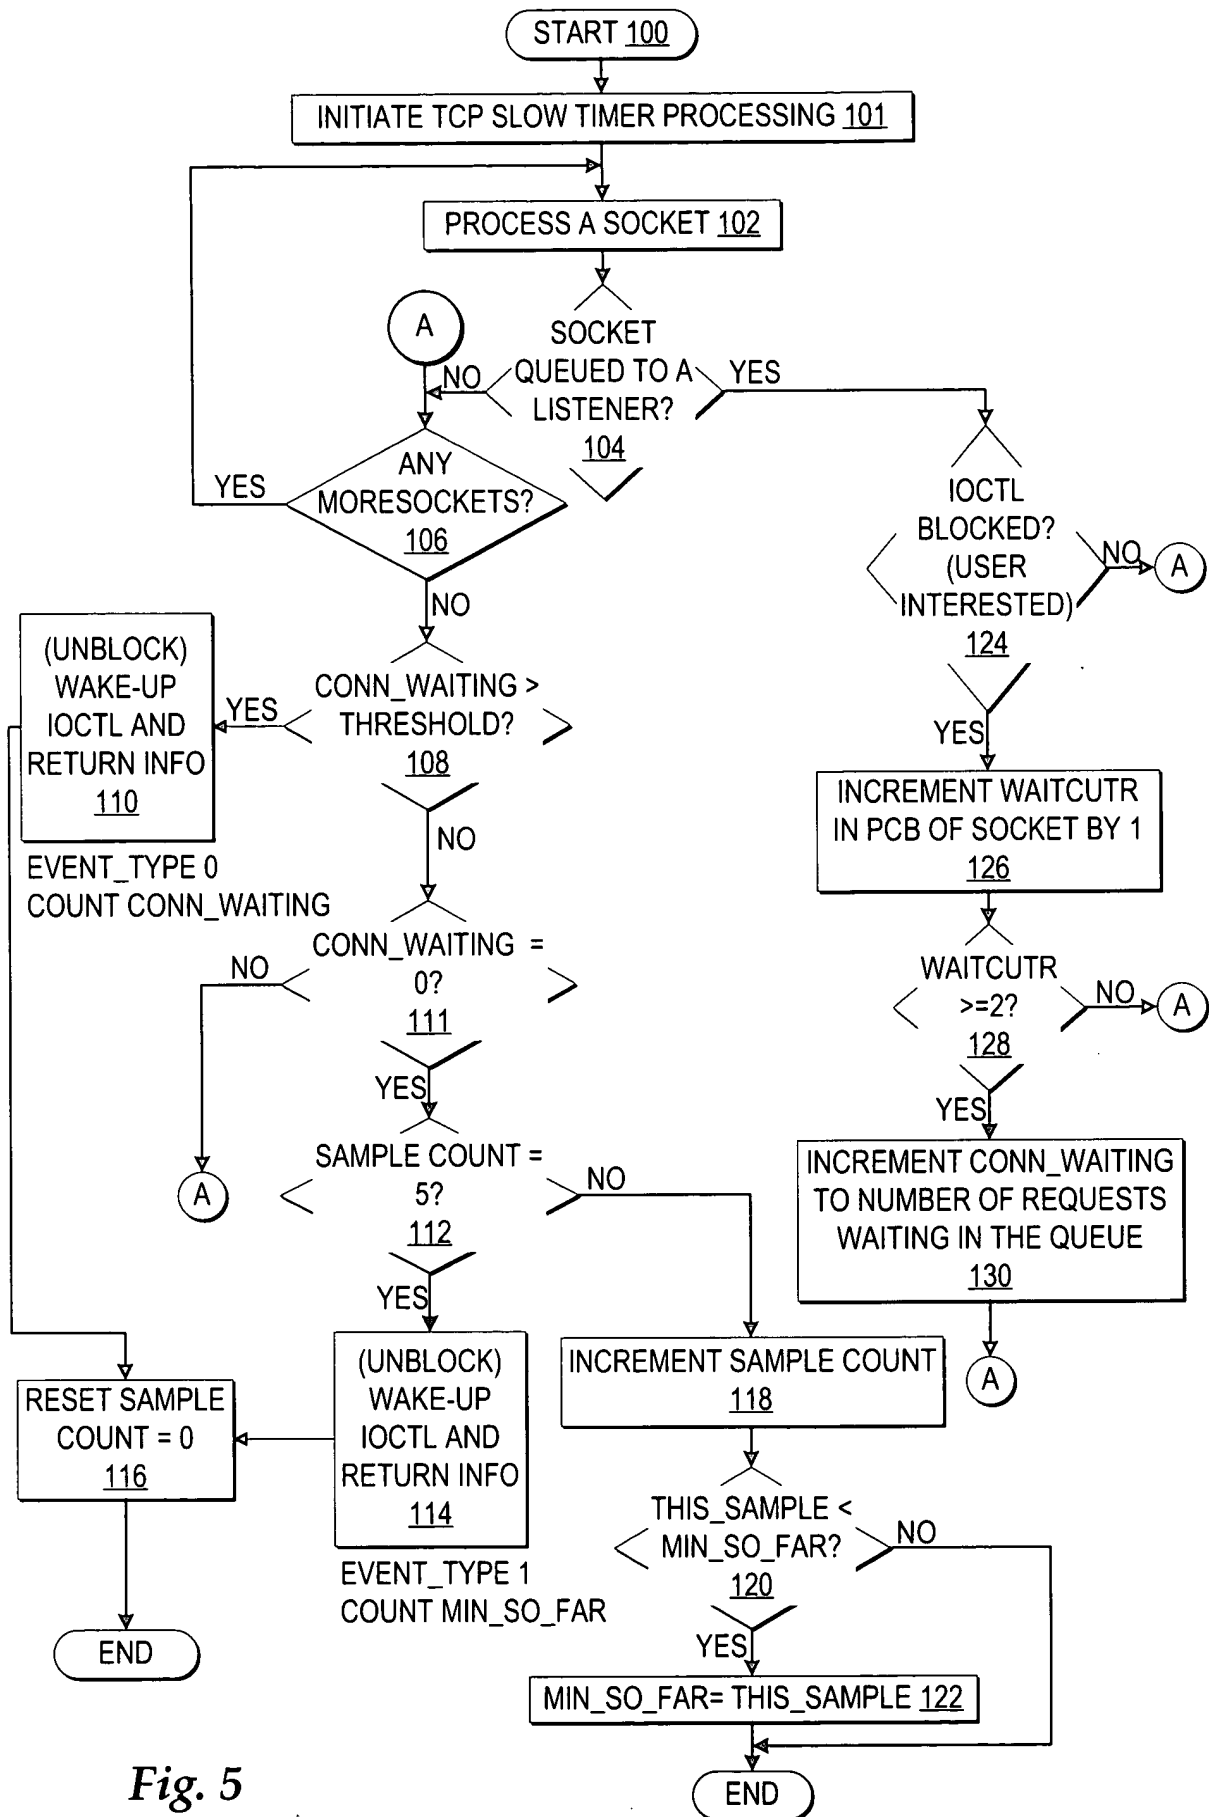 START 100
INITIATE TCP SLOW TIMER PROCESSING 101
PROCESS A SOCKET 102
A
SOCKET
QUEUED TO A
LISTENER?
104
NO
YES
ANY
MORESOCKETS?
106
YES
NO
IOCTL
BLOCKED?
(USER
INTERESTED)
124
NO
A
YES
(UNBLOCK)
WAKE-UP
IOCTL AND
RETURN INFO
110
EVENT_TYPE 0
COUNT CONN_WAITING
YES
CONN_WAITING >
THRESHOLD?
108
NO
INCREMENT WAITCUTR
IN PCB OF SOCKET BY 1
126
CONN_WAITING =
0?
111
NO
A
YES
WAITCUTR
>=2?
128
NO
A
YES
SAMPLE COUNT =
5?
112
NO
YES
INCREMENT CONN_WAITING
TO NUMBER OF REQUESTS
WAITING IN THE QUEUE
130
A
(UNBLOCK)
WAKE-UP
IOCTL AND
RETURN INFO
114
EVENT_TYPE 1
COUNT MIN_SO_FAR
INCREMENT SAMPLE COUNT
118
RESET SAMPLE
COUNT = 0
116
END
THIS_SAMPLE <
MIN_SO_FAR?
120
NO
YES
MIN_SO_FAR= THIS_SAMPLE 122
END
Fig. 5